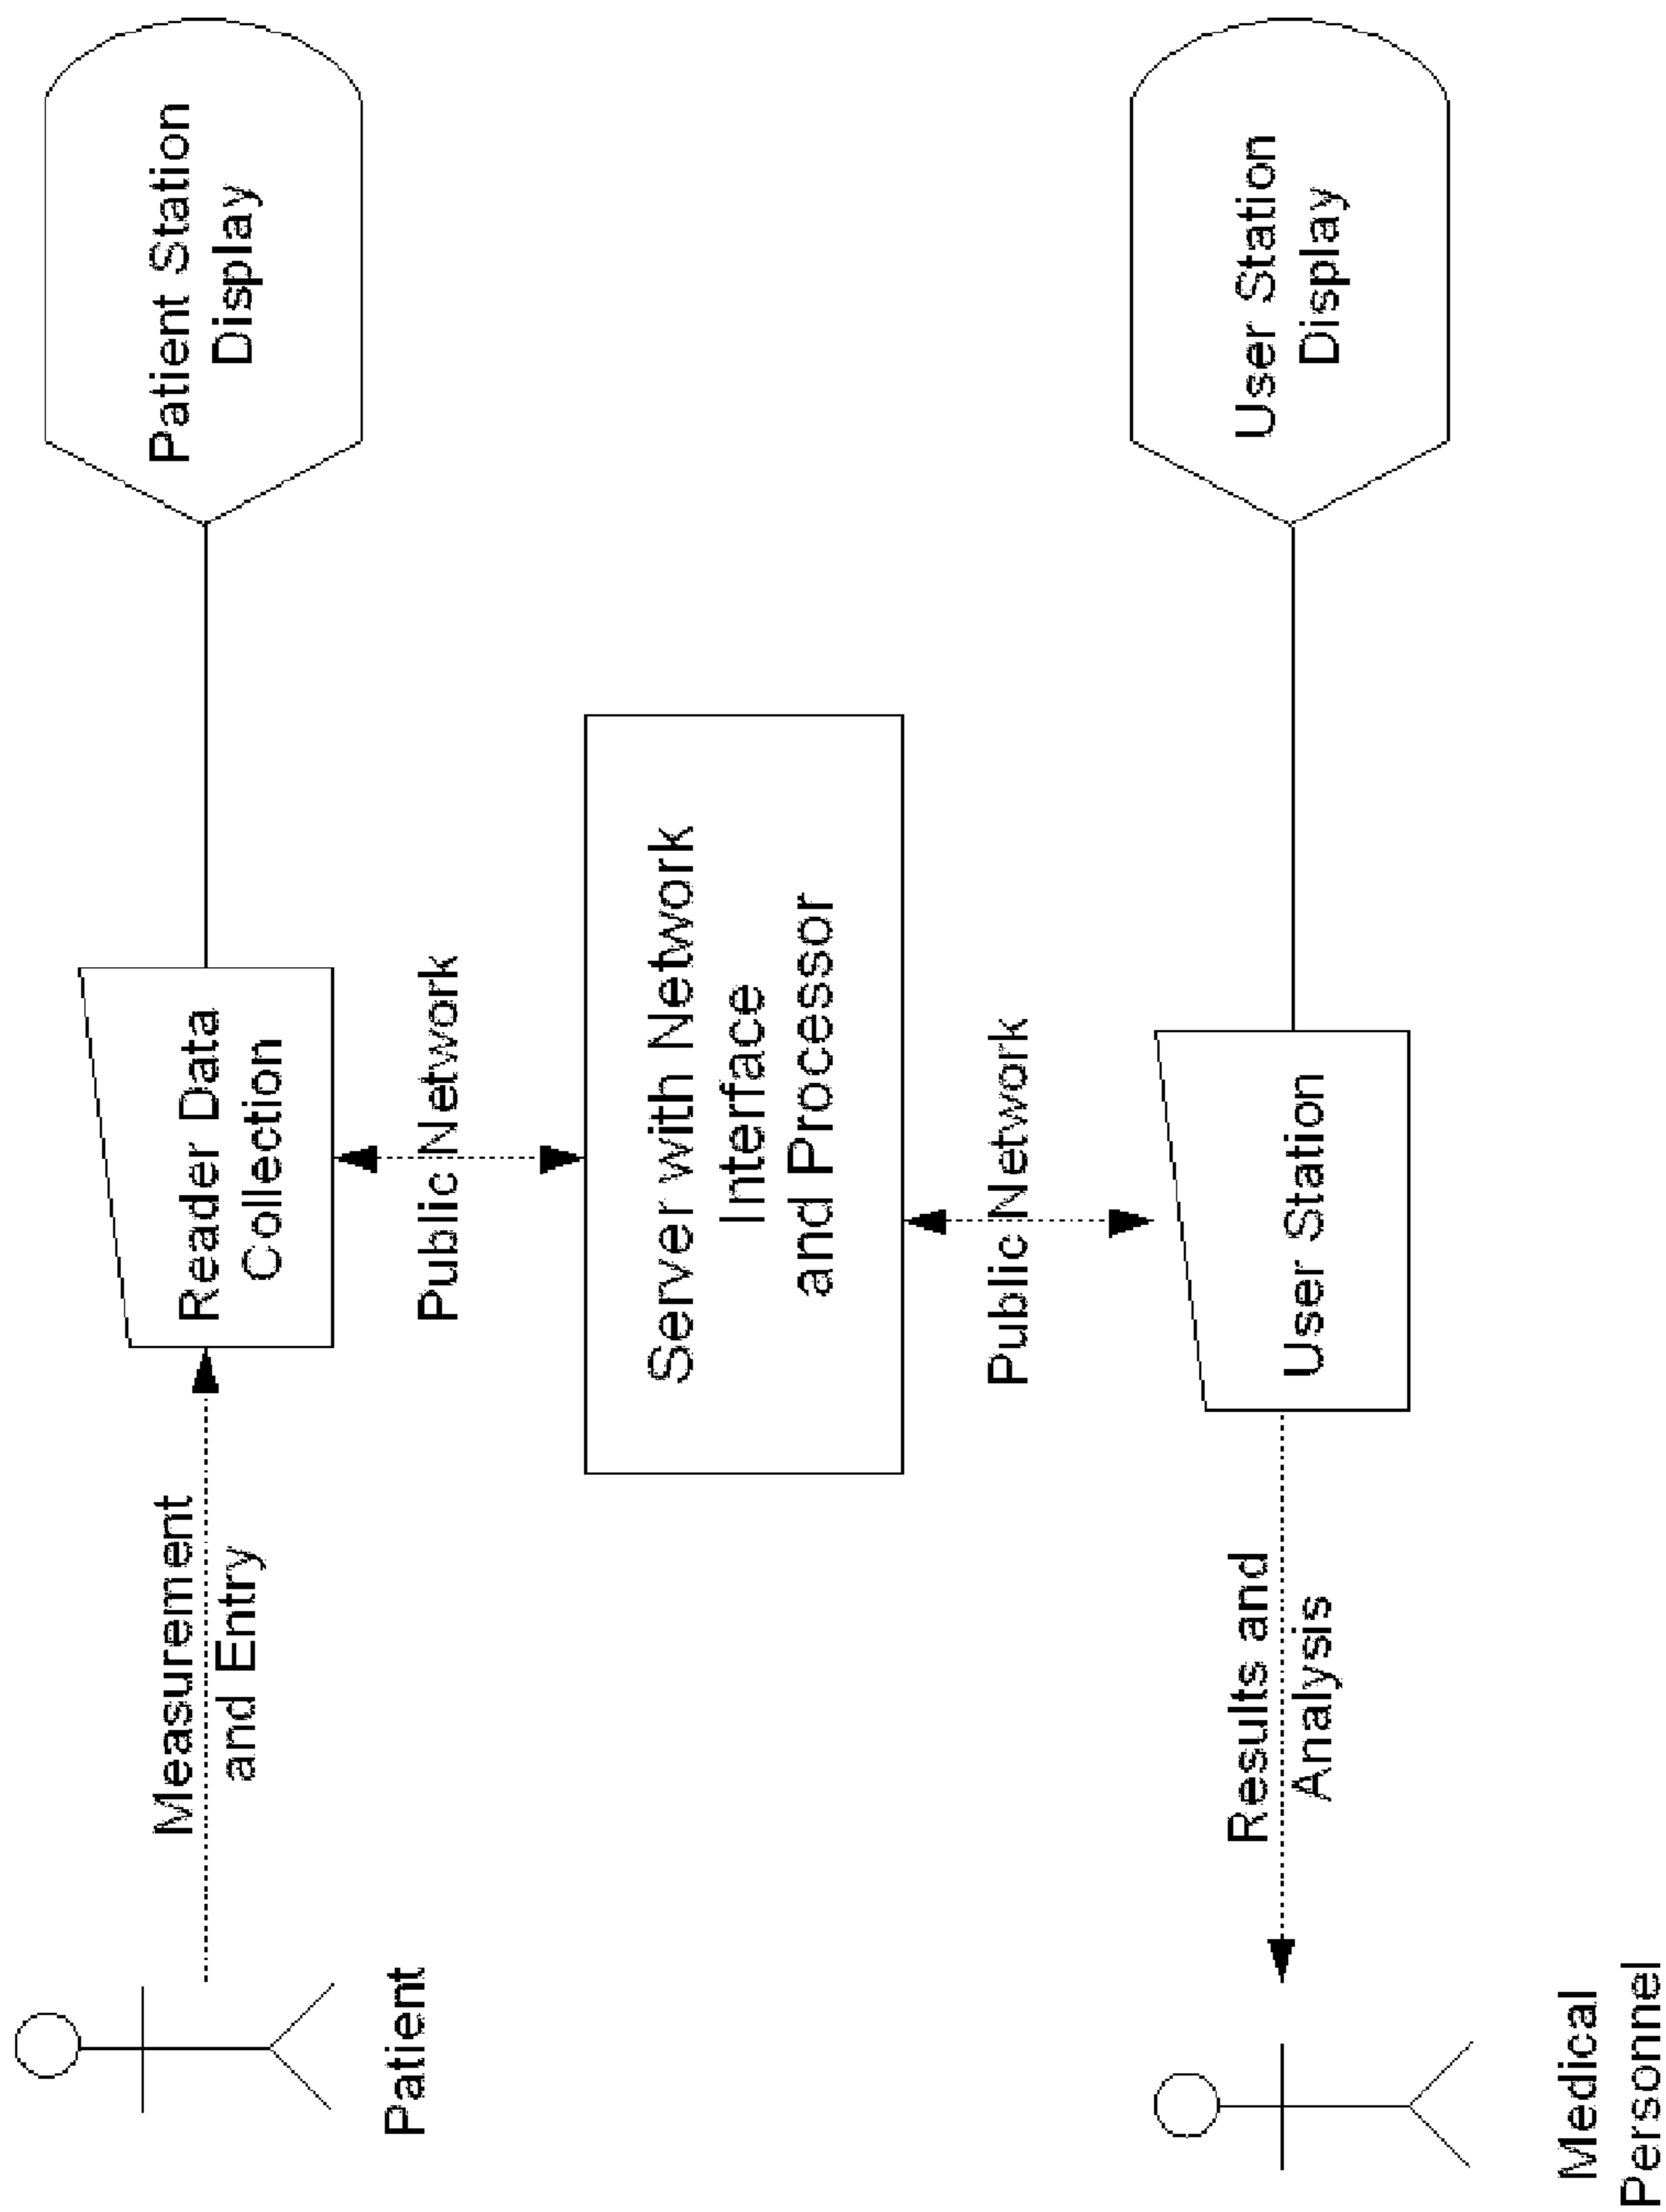 Patient
Measurement
and Entry
Reader Data
Collection
Patient Station
Display
Public Network
Server with Network
Interface
and Processor
Public Network
Medical
Personnel
Results and
Analysis
User Station
User Station
Display